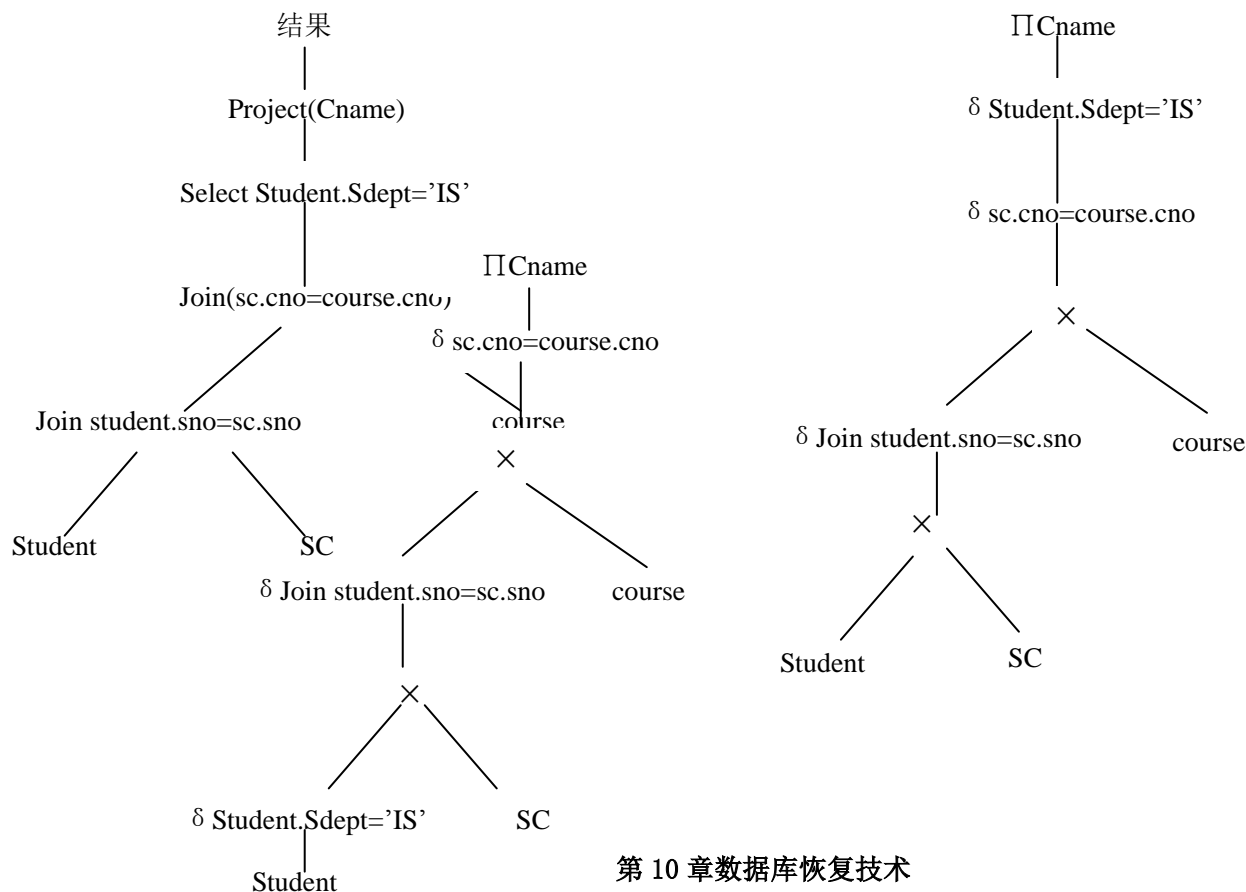 结果
Project(Cname)
Select Student.Sdept=’IS’
Join(sc.cno=course.cno)
Join student.sno=sc.sno
course
Student
SC
∏Cname
δ sc.cno=course.cno
×
δ Join student.sno=sc.sno
course
×
δ Student.Sdept=’IS’
SC
Student
∏Cname
δ Student.Sdept=’IS’
δ sc.cno=course.cno
×
δ Join student.sno=sc.sno
course
×
Student
SC
第 10 章数据库恢复技术